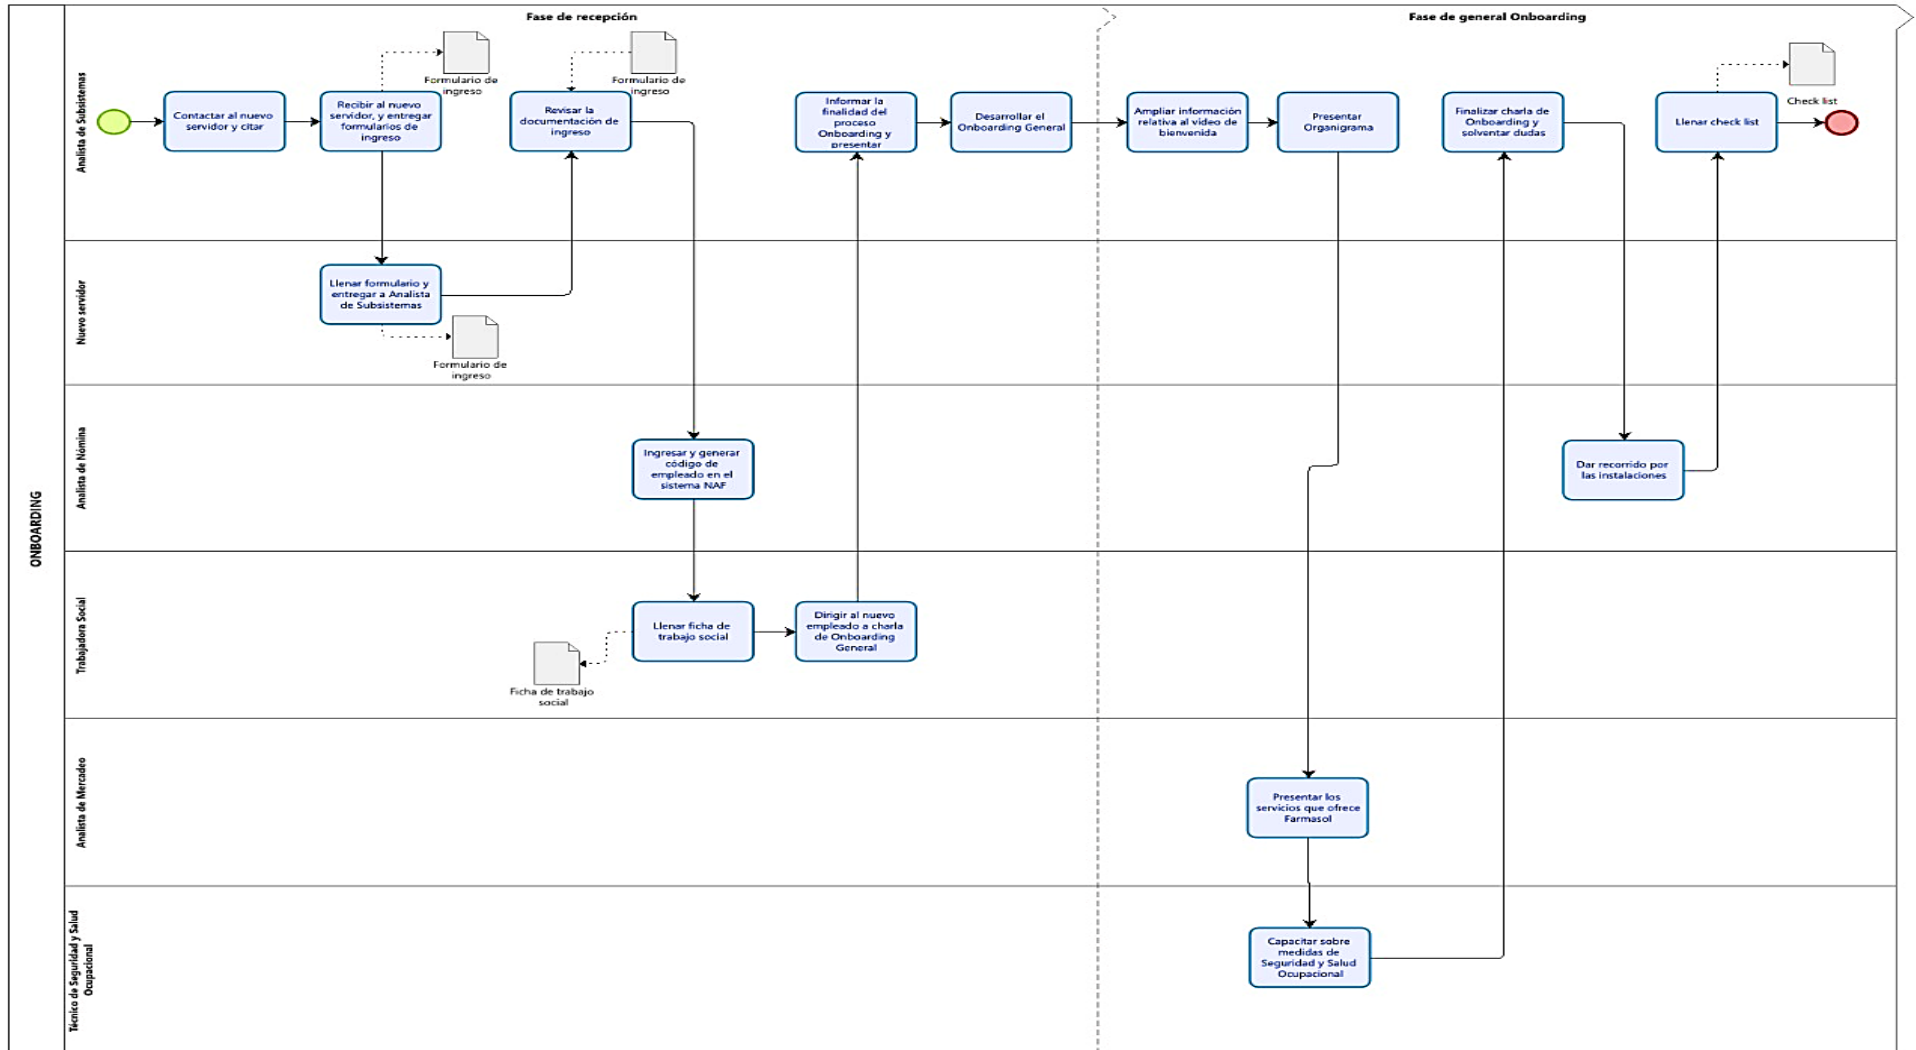 Fase de recepción
Fase de general Onboarding
ONBOARDING
Analista de Subsistemas
Contactar al nuevo
servidor y citar
Recibir al nuevo
servidor, y entregar
formularios de
ingreso
Formulario de
ingreso
Revisar la
documentación de
ingreso
Formulario de
ingreso
Informar la
finalidad del
proceso
Onboarding y
presentar
Desarrollar el
Onboarding General
Ampliar información
relativa al video de
bienvenida
Presentar
Organigrama
Finalizar charla de
Onboarding y
solventar dudas
Llenar check list
Check list
Nuevo servidor
Llenar formulario y
entregar a Analista
de Subsistemas
Formulario de
ingreso
Analista de Nómina
Ingresar y generar
código de
empleado en el
sistema NAF
Dar recorrido por
las instalaciones
Trabajadora Social
Llenar ficha de
trabajo social
Ficha de trabajo
social
Dirigir al nuevo
empleado a charla
de Onboarding
General
Analista de Mercadeo
Presentar los
servicios que ofrece
Farmasol
Técnico de Seguridad y Salud
Ocupacional
Capacitar sobre
medidas de
Seguridad y Salud
Ocupacional